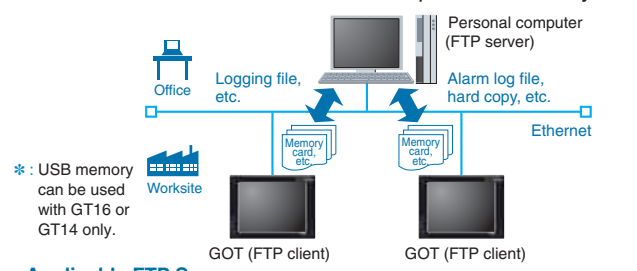 Personal computer
(FTP server)
Office
Logging file,
etc.
Alarm log file,
hard copy, etc.
Ethernet
Memory
card,
etc.
Memory
card,
etc.
* : USB memory
can be used
with GT16 or
GT14 only.
Worksite
GOT (FTP client)
GOT (FTP client)